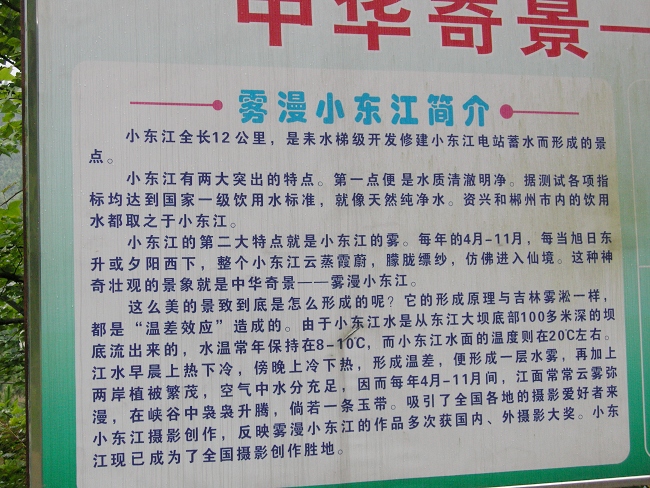 中华奇景—
雾漫小东江简介
小东江全长12公里，是耒水梯级开发修建小东江电站蓄水而形成的景
点。
小东江有两大突出的特点。第一点便是水质清澈明净。据测试各项指
标均达到国家一级饮用水标准，就像天然纯净水。资兴和郴州市内的饮用
水都取之于小东江。
小东江的第二大特点就是小东江的雾。每年的4月-11月，每当旭日东
升或夕阳西下，整个小东江云蒸霞蔚，朦胧缥纱，仿佛进入仙境。这种神
奇壮观的景象就是中华奇景——雾漫小东江。
这么美的景致到底是怎么形成的呢？它的形成原理与吉林雾淞一样，
都是“温差效应”造成的。由于小东江水是从东江大坝底部100多米深的坝
底流出来的，水温常年保持在8-10℃，而小东江水面的温度则在20℃左右。
江水早晨上热下冷，傍晚上冷下热，形成温差，便形成一层水雾，再加上
两岸植被繁茂，空气中水分充足，因而每年4月-11月间，江面常常云雾弥
漫，在峡谷中袅袅升腾，倘若一条玉带。吸引了全国各地的摄影爱好者来
小东江摄影创作，反映雾漫小东江的作品多次获国内、外摄影大奖。小东
江现已成为了全国摄影创作胜地。